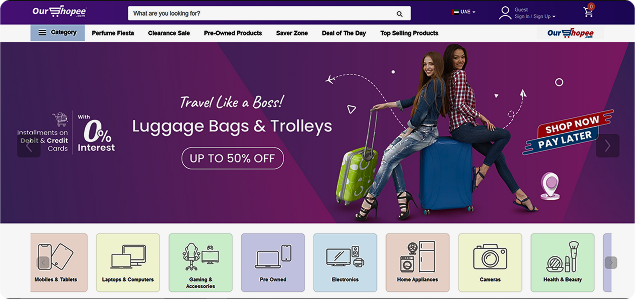 OurShopee
.com
What are you looking for?
UAE
Guest
Sign In / Sign Up
0
Category
Perfume Fiesta
Clearance Sale
Pre-Owned Products
Saver Zone
Deal of The Day
Top Selling Products
OurShopee
.com
Travel Like a Boss!
Luggage Bags & Trolleys
UP TO 50% OFF
With
0%
Interest
Installments on
Debit & Credit
Cards
SHOP NOW
PAY LATER
Mobiles & Tablets
Laptops & Computers
Gaming &
Accessories
Pre Owned
Electronics
Home Appliances
Cameras
Health & Beauty